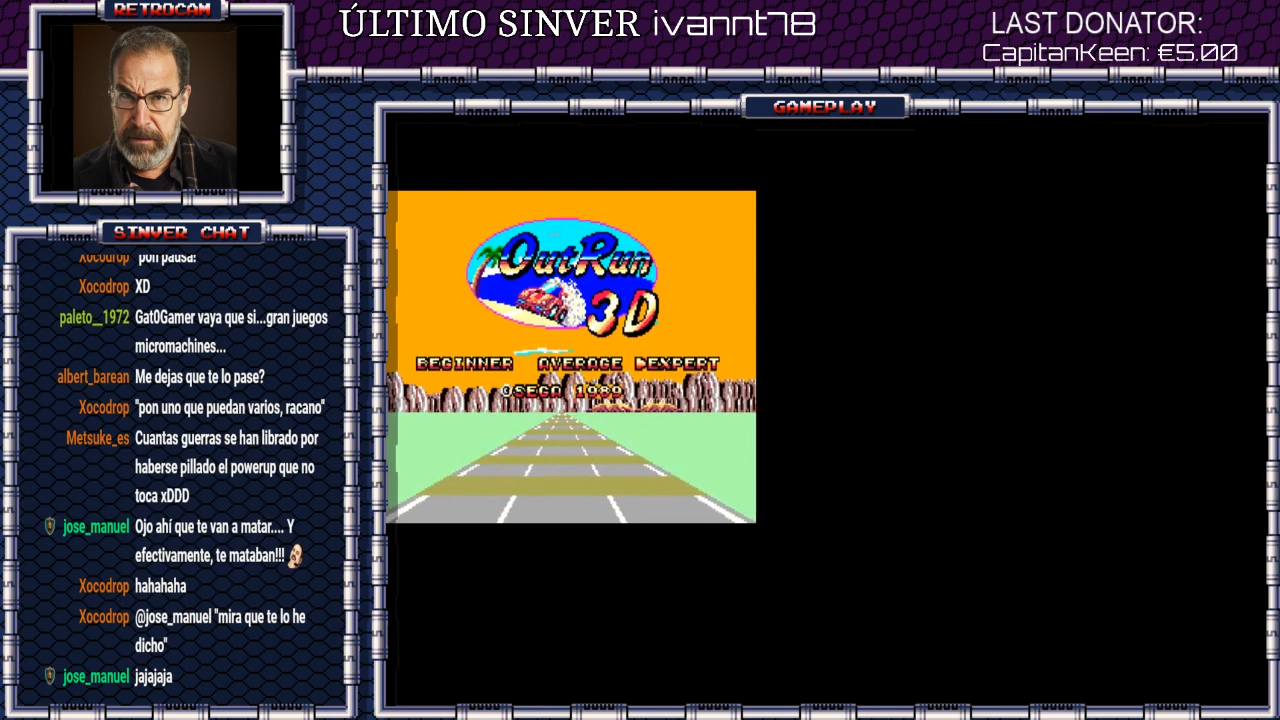 RETROCAM
ÚLTIMO SINVER ivannt78
LAST DONATOR:
CapitanKeen: €5.00
GAMEPLAY
SINVER CHAT
Xocodrop "pon pausa!
Xocodrop XD
paleto__1972 Gat0Gamer vaya que si...gran juegos
micromachines...
albert_barean Me dejas que te lo pase?
Xocodrop "pon uno que puedan varios, racano"
Metsuke_es Cuantas guerras se han librado por
haberse pillado el powerup que no
toca xDDD
jose_manuel Ojo ahí que te van a matar.... Y
efectivamente, te mataban!!!
Xocodrop hahahaha
Xocodrop @jose_manuel "mira que te lo he
dicho"
jose_manuel jajajaja
OutRun
3D
BEGINNER AVERAGE EXPERT
©SEGA 1989